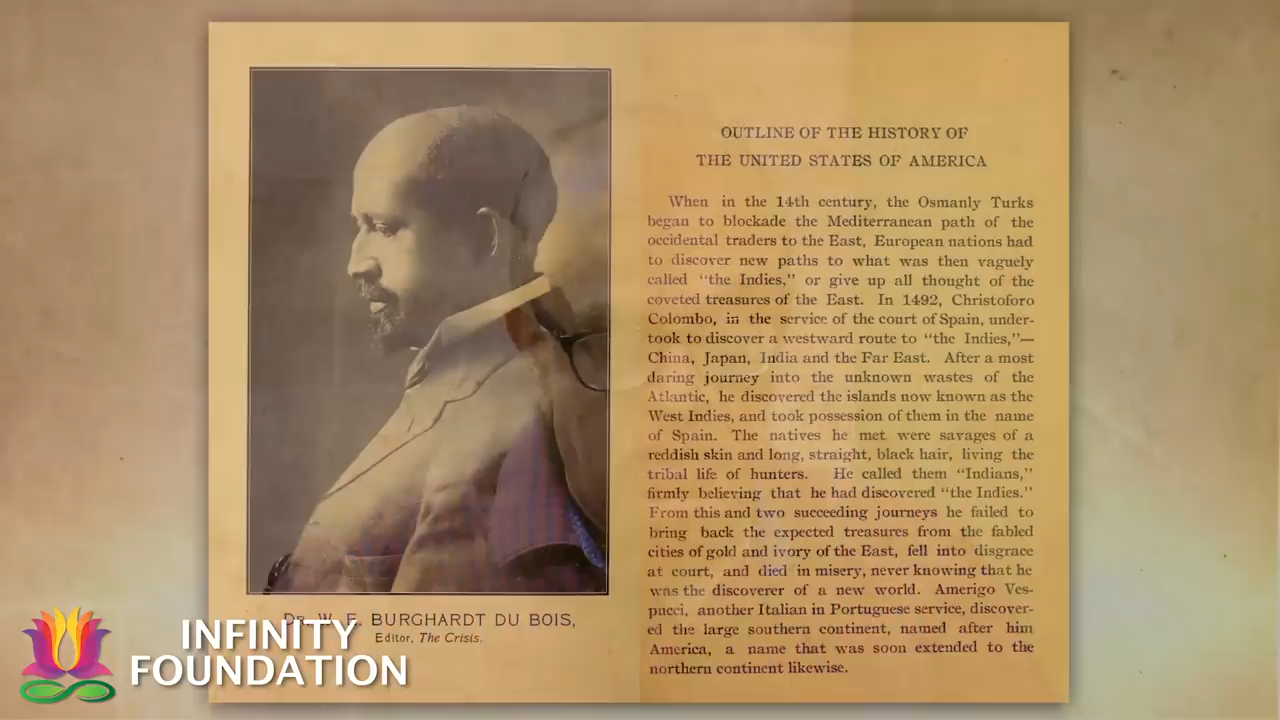 OUTLINE OF THE HISTORY OF
THE UNITED STATES OF AMERICA
When in the 14th century, the Osmanly Turks
began to blockade the Mediterranean path of the
occidental traders to the East, European nations had
to discover new paths to what was then vaguely
called "the Indies," or give up all thought of the
coveted treasures of the East. In 1492, Christoforo
Colombo, in the service of the court of Spain, under-
took to discover a westward route to "the Indies,"—
China, Japan, India and the Far East. After a most
daring journey into the unknown wastes of the
Atlantic, he discovered the islands now known as the
West Indies, and took possession of them in the name
of Spain. The natives he met were savages of a
reddish skin and long, straight, black hair, living the
tribal life of hunters. He called them "Indians,"
firmly believing that he had discovered "the Indies."
From this and two succeeding journeys he failed to
bring back the expected treasures from the fabled
cities of gold and ivory of the East, fell into disgrace
at court, and died in misery, never knowing that he
was the discoverer of a new world. Amerigo Ves-
pucci, another Italian in Portuguese service, discover-
ed the large southern continent, named after him
America, a name that was soon extended to the
northern continent likewise.
Dr. W. E. BURGHARDT DU BOIS,
Editor, The Crisis.
INFINITY
FOUNDATION